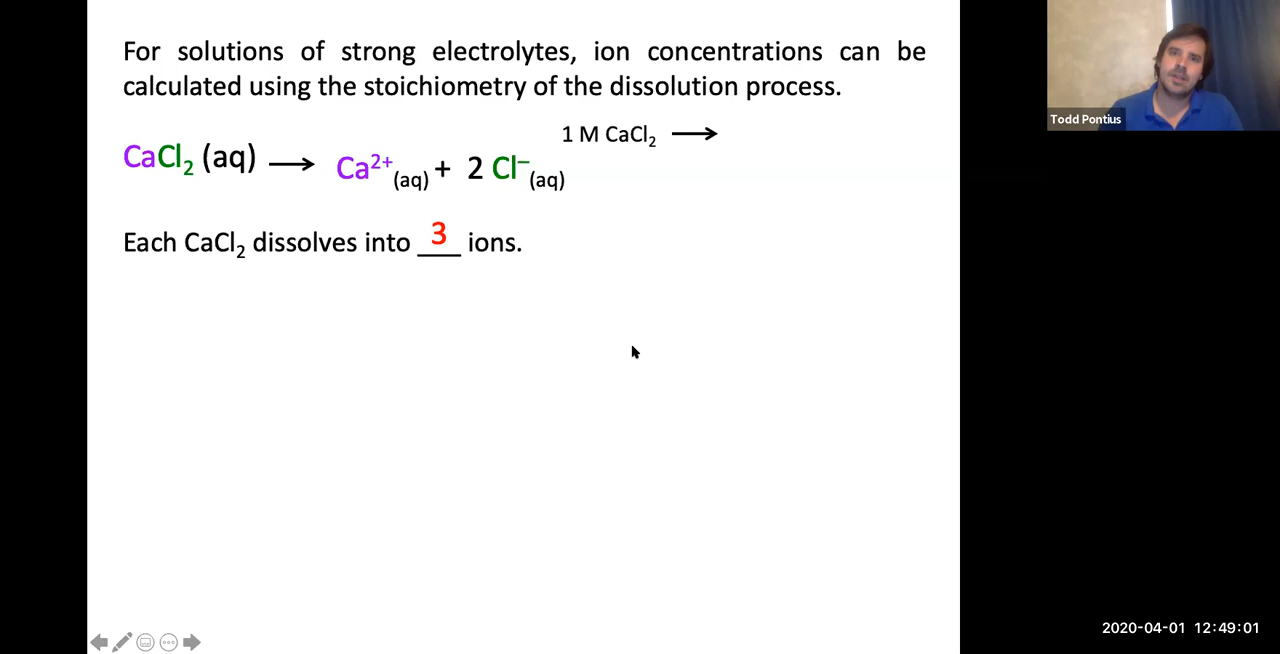 For solutions of strong electrolytes, ion concentrations can be
calculated using the stoichiometry of the dissolution process.
1 M CaCl₂ ⟶
CaCl₂ (aq) ⟶ Ca²⁺(aq) + 2 Cl⁻(aq)
Each CaCl₂ dissolves into 3 ions.
Todd Pontius
2020-04-01 12:49:01